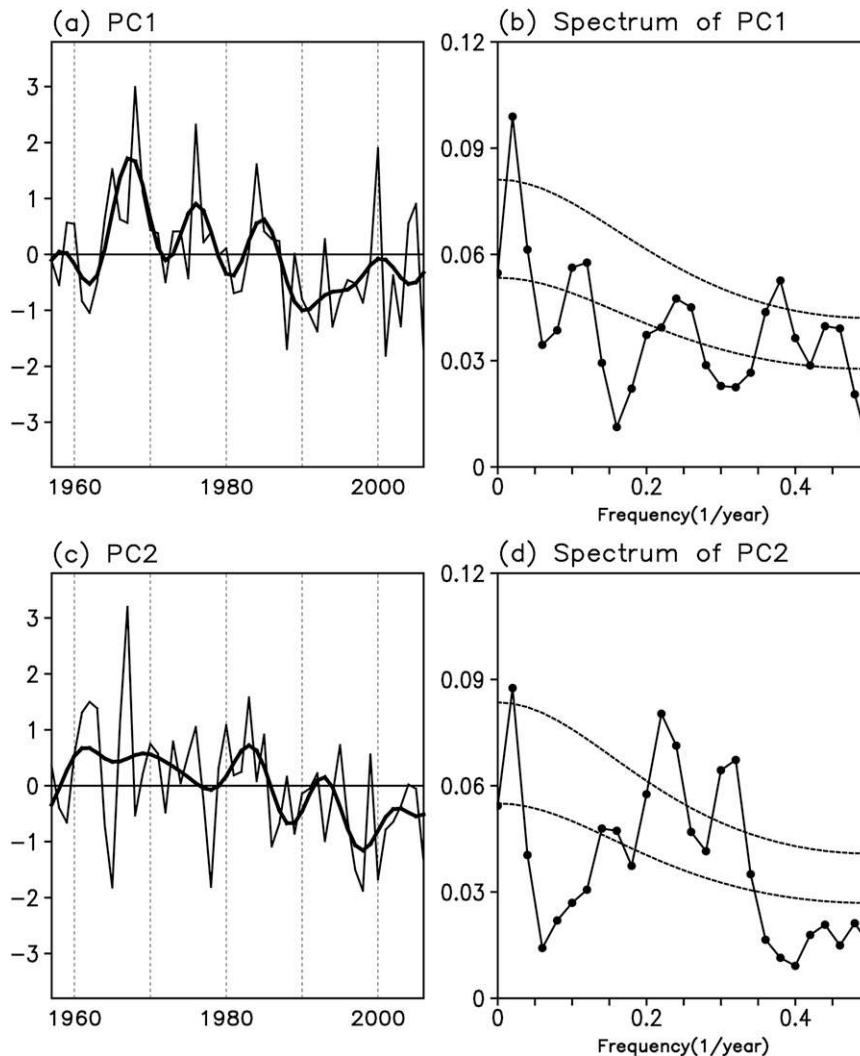 (a) PC1
3
2
1
0
−1
−2
−3
1960 1980 2000
(b) Spectrum of PC1
0.12
0.09
0.06
0.03
0
0 0.2 0.4
Frequency(1/year)
(c) PC2
3
2
1
0
−1
−2
−3
1960 1980 2000
(d) Spectrum of PC2
0.12
0.09
0.06
0.03
0
0 0.2 0.4
Frequency(1/year)